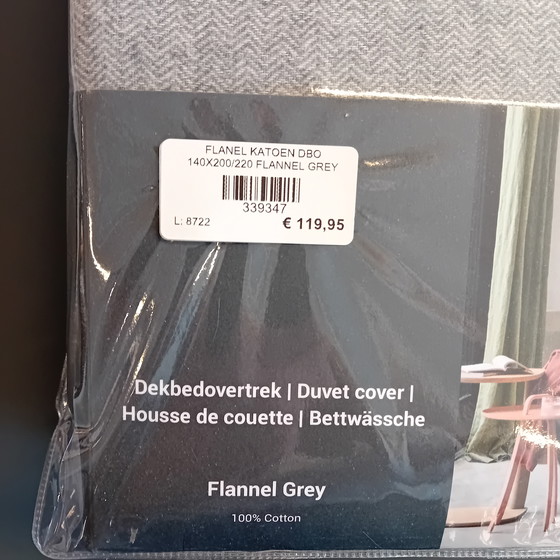 FLANEL KATOEN DBO
140X200/220 FLANNEL GREY
339347
L: 8722
€ 119,95
Dekbedovertrek | Duvet cover |
Housse de couette | Bettwässche
Flannel Grey
100% Cotton